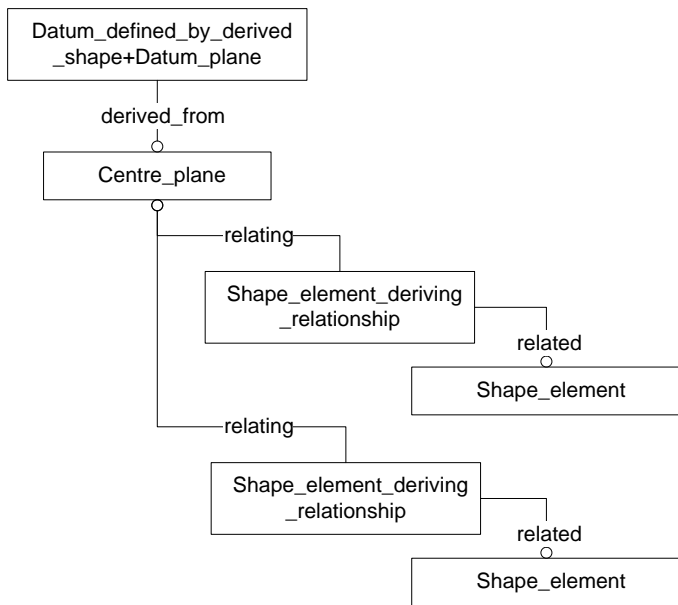 Datum_defined_by_derived
_shape+Datum_plane
derived_from
Centre_plane
relating
Shape_element_deriving
_relationship
related
Shape_element
relating
Shape_element_deriving
_relationship
related
Shape_element